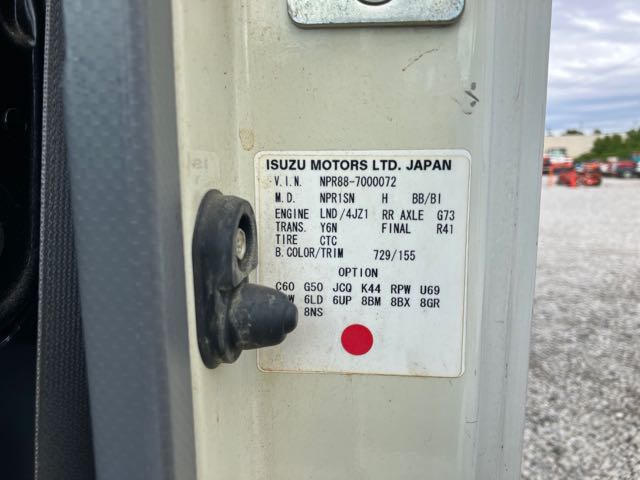 ISUZU MOTORS LTD. JAPAN
V.I.N. NPR88-7000072
M.D. NPR1SN H BB/BI
ENGINE LND/4JZ1 RR AXLE G73
TRANS. Y6N FINAL R41
TIRE CTC
B.COLOR/TRIM 729/155
OPTION
C60 G50 JCQ K44 RPW U69
6LD 6UP 8BM 8BX 8GR
8NS